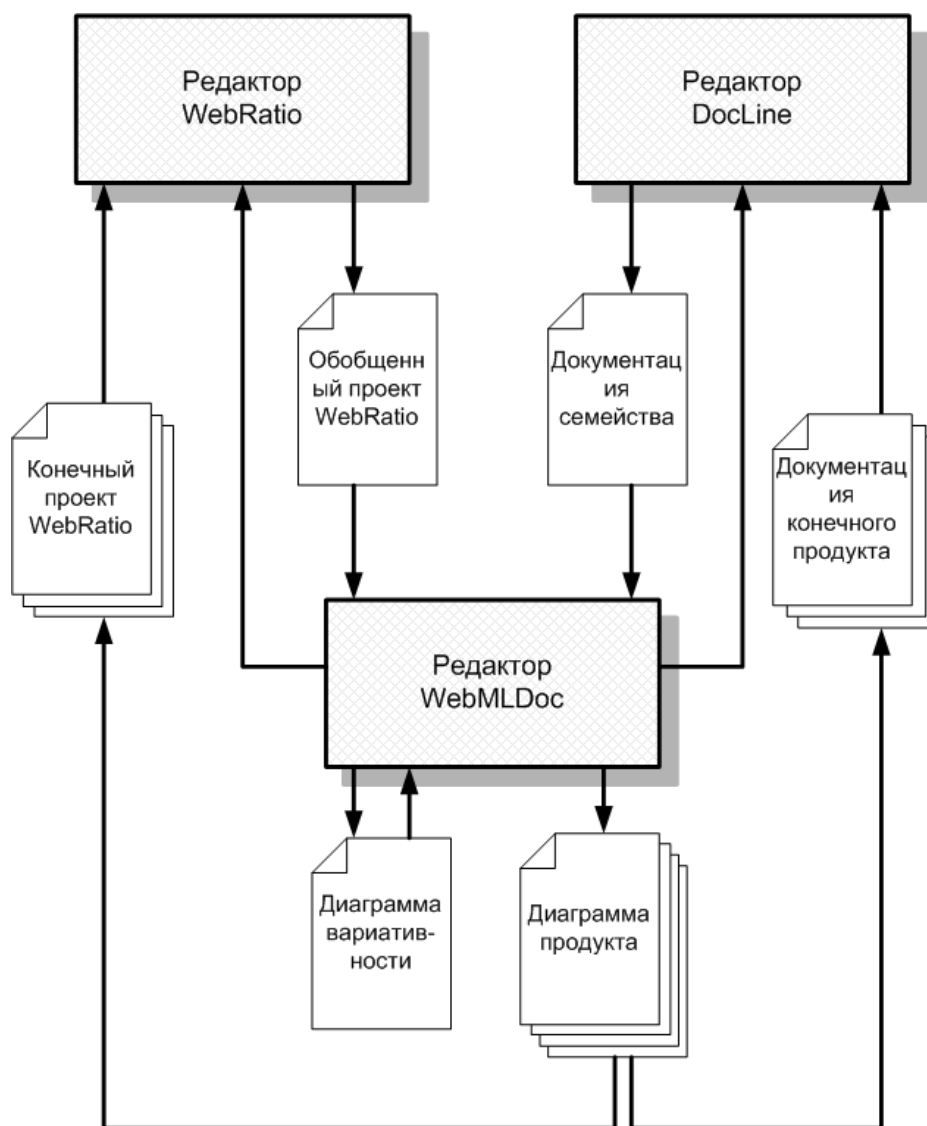 Редактор
WebRatio
Редактор
DocLine
Обобщенн
ый проект
WebRatio
Документац
ия
семейства
Конечный
проект
WebRatio
Документац
ия
конечного
продукта
Редактор
WebMLDoc
Диаграмма
вариатив-
ности
Диаграмма
продукта